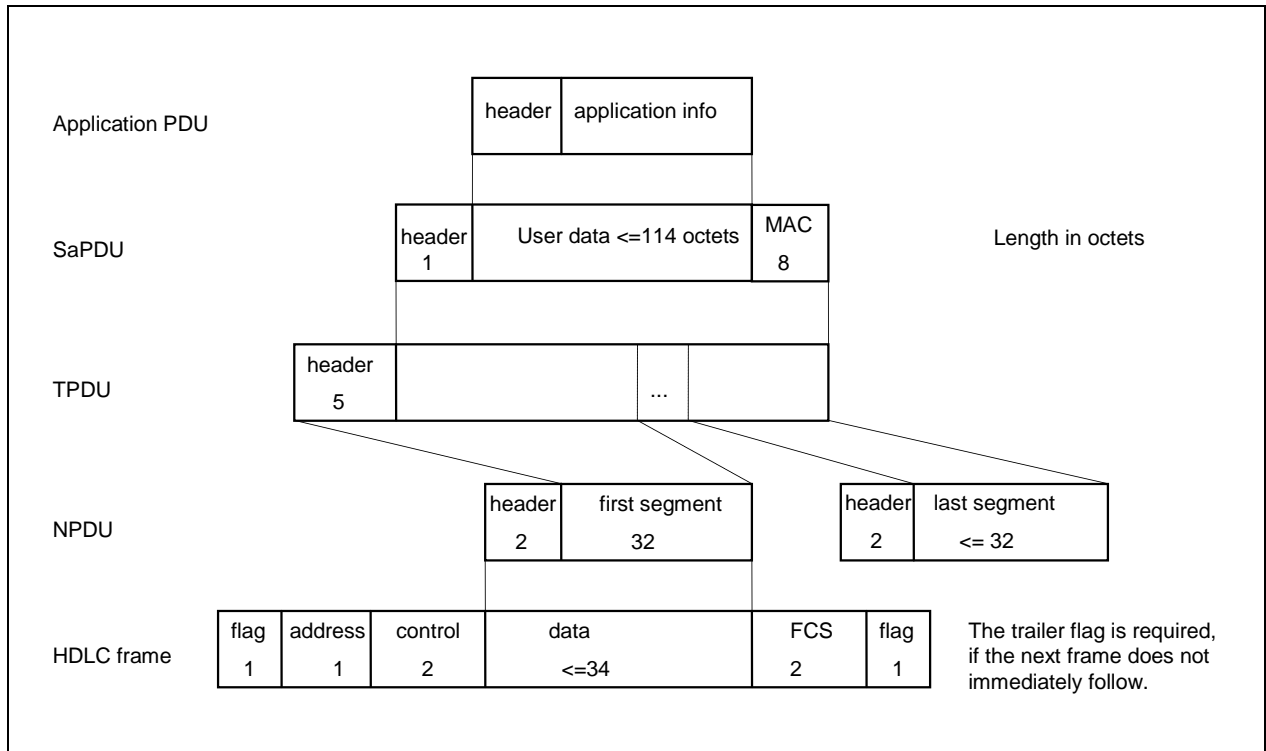 Application PDU
header application info
SaPDU
header
1
User data <=114 octets
MAC
8
Length in octets
TPDU
header
5
...
NPDU
header
2
first segment
32
header
2
last segment
<= 32
HDLC frame
flag
1
address
1
control
2
data
<=34
FCS
2
flag
1
The trailer flag is required,
if the next frame does not
immediately follow.